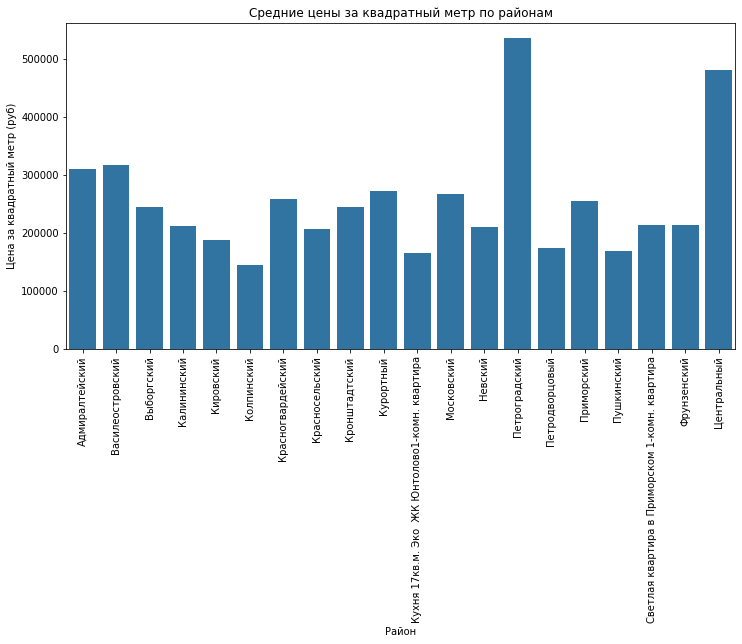 Средние цены за квадратный метр по районам
Цена за квадратный метр (руб)
500000
400000
300000
200000
100000
0
Адмиралтейский
Василеостровский
Выборгский
Калининский
Кировский
Колпинский
Красногвардейский
Красносельский
Кронштадтский
Курортный
Кухня 17кв.м. Эко  ЖК Юнтолово1-комн. квартира
Московский
Невский
Петроградский
Петродворцовый
Приморский
Пушкинский
Светлая квартира в Приморском 1-комн. квартира
Фрунзенский
Центральный
Район